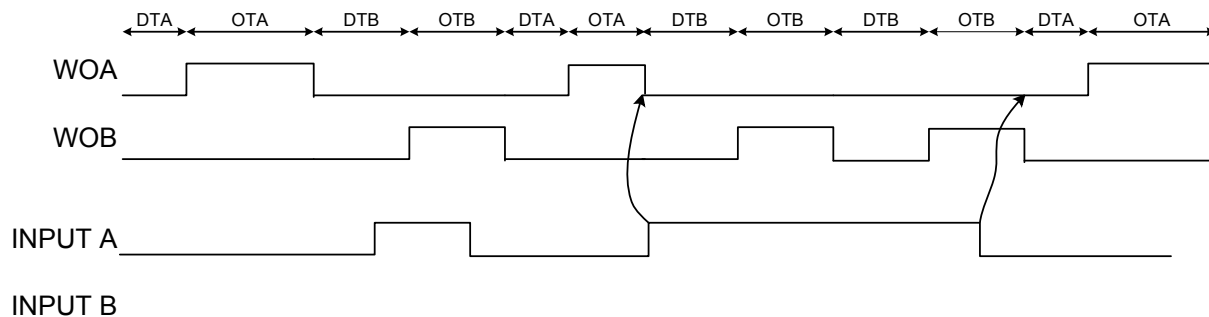 DTA OTA DTB OTB DTA OTA DTB OTB DTB OTB DTA OTA
WOA
WOB
INPUT A
INPUT B